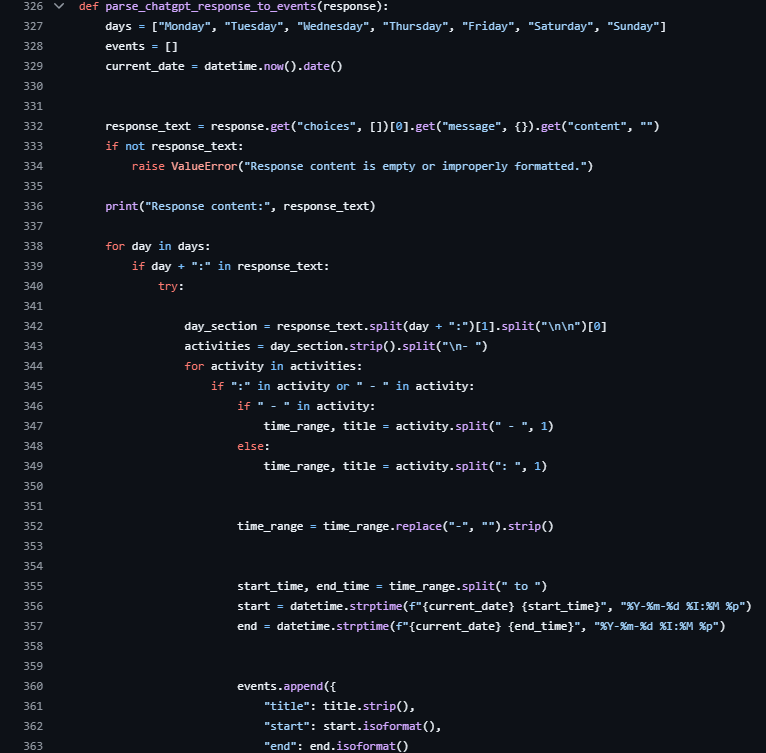 326 def parse_chatgpt_response_to_events(response):
327     days = ["Monday", "Tuesday", "Wednesday", "Thursday", "Friday", "Saturday", "Sunday"]
328     events = []
329     current_date = datetime.now().date()
330
331
332     response_text = response.get("choices", [])[0].get("message", {}).get("content", "")
333     if not response_text:
334         raise ValueError("Response content is empty or improperly formatted.")
335
336     print("Response content:", response_text)
337
338     for day in days:
339         if day + ":" in response_text:
340             try:
341
342                 day_section = response_text.split(day + ":")[1].split("\n\n")[0]
343                 activities = day_section.strip().split("\n- ")
344                 for activity in activities:
345                     if ":" in activity or " - " in activity:
346                         if " - " in activity:
347                             time_range, title = activity.split(" - ", 1)
348                         else:
349                             time_range, title = activity.split(": ", 1)
350
351
352                         time_range = time_range.replace("-", "").strip()
353
354
355                         start_time, end_time = time_range.split(" to ")
356                         start = datetime.strptime(f"{current_date} {start_time}", "%Y-%m-%d %I:%M %p")
357                         end = datetime.strptime(f"{current_date} {end_time}", "%Y-%m-%d %I:%M %p")
358
359
360                         events.append({
361                             "title": title.strip(),
362                             "start": start.isoformat(),
363                             "end": end.isoformat()